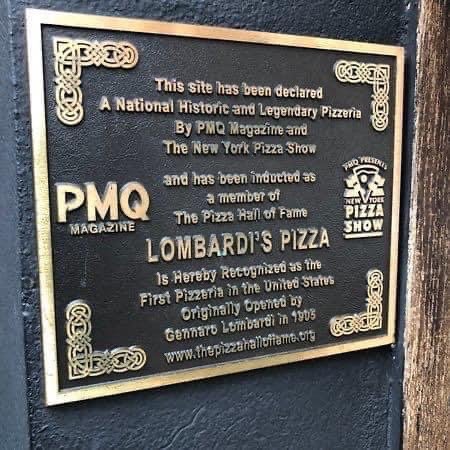 This site has been declared
A National Historic and Legendary Pizzeria
By PMQ Magazine and
The New York Pizza Show
and has been inducted as
a member of
The Pizza Hall of Fame
LOMBARDI'S PIZZA
Is Hereby Recognized as the
First Pizzeria in the United States
Originally Opened by
Gennaro Lombardi in 1905
www.thepizzahalloffame.org
PMQ
MAGAZINE
PMQ PRESENTS
NEW YORK
PIZZA
SHOW